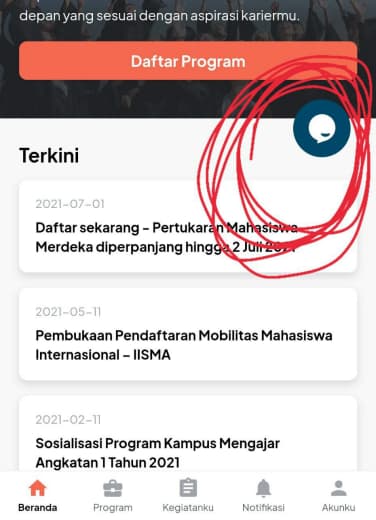 depan yang sesuai dengan aspirasi kariermu.
Daftar Program
Terkini
2021-07-01
Daftar sekarang - Pertukaran Mahasiswa
Merdeka diperpanjang hingga 2 Juli 2021
2021-05-11
Pembukaan Pendaftaran Mobilitas Mahasiswa
Internasional – IISMA
2021-02-11
Sosialisasi Program Kampus Mengajar
Angkatan 1 Tahun 2021
Beranda
Program
Kegiatanku
Notifikasi
Akunku